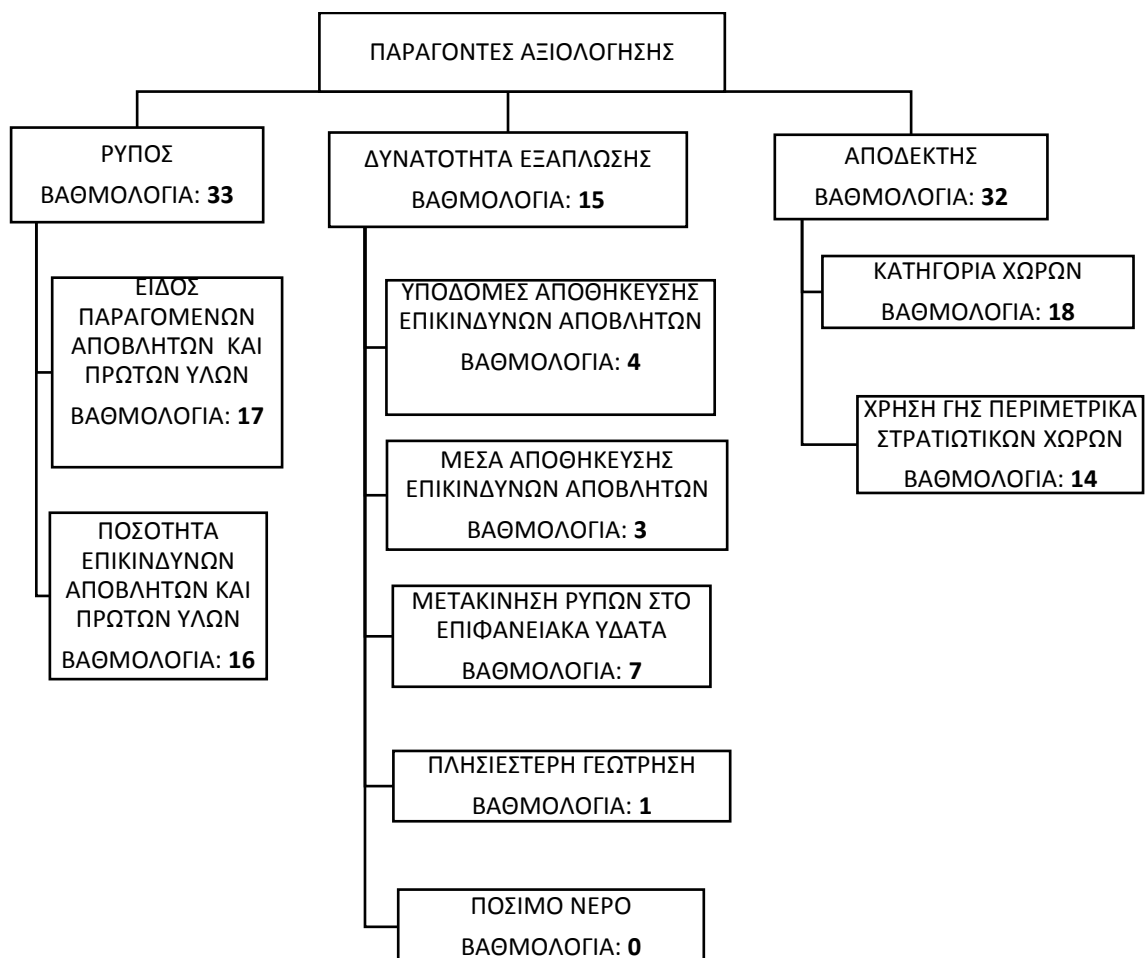 ΠΑΡΑΓΟΝΤΕΣ ΑΞΙΟΛΟΓΗΣΗΣ
ΡΥΠΟΣ
ΒΑΘΜΟΛΟΓΙΑ: 33
ΕΙΔΟΣ
ΠΑΡΑΓΟΜΕΝΩΝ
ΑΠΟΒΛΗΤΩΝ ΚΑΙ
ΠΡΩΤΩΝ ΥΛΩΝ
ΒΑΘΜΟΛΟΓΙΑ: 17
ΠΟΣΟΤΗΤΑ
ΕΠΙΚΙΝΔΥΝΩΝ
ΑΠΟΒΛΗΤΩΝ ΚΑΙ
ΠΡΩΤΩΝ ΥΛΩΝ
ΒΑΘΜΟΛΟΓΙΑ: 16
ΔΥΝΑΤΟΤΗΤΑ ΕΞΑΠΛΩΣΗΣ
ΒΑΘΜΟΛΟΓΙΑ: 15
ΥΠΟΔΟΜΕΣ ΑΠΟΘΗΚΕΥΣΗΣ
ΕΠΙΚΙΝΔΥΝΩΝ ΑΠΟΒΛΗΤΩΝ
ΒΑΘΜΟΛΟΓΙΑ: 4
ΜΕΣΑ ΑΠΟΘΗΚΕΥΣΗΣ
ΕΠΙΚΙΝΔΥΝΩΝ ΑΠΟΒΛΗΤΩΝ
ΒΑΘΜΟΛΟΓΙΑ: 3
ΜΕΤΑΚΙΝΗΣΗ ΡΥΠΩΝ ΣΤΟ
ΕΠΙΦΑΝΕΙΑΚΑ ΥΔΑΤΑ
ΒΑΘΜΟΛΟΓΙΑ: 7
ΠΛΗΣΙΕΣΤΕΡΗ ΓΕΩΤΡΗΣΗ
ΒΑΘΜΟΛΟΓΙΑ: 1
ΠΟΣΙΜΟ ΝΕΡΟ
ΒΑΘΜΟΛΟΓΙΑ: 0
ΑΠΟΔΕΚΤΗΣ
ΒΑΘΜΟΛΟΓΙΑ: 32
ΚΑΤΗΓΟΡΙΑ ΧΩΡΩΝ
ΒΑΘΜΟΛΟΓΙΑ: 18
ΧΡΗΣΗ ΓΗΣ ΠΕΡΙΜΕΤΡΙΚΑ
ΣΤΡΑΤΙΩΤΙΚΩΝ ΧΩΡΩΝ
ΒΑΘΜΟΛΟΓΙΑ: 14